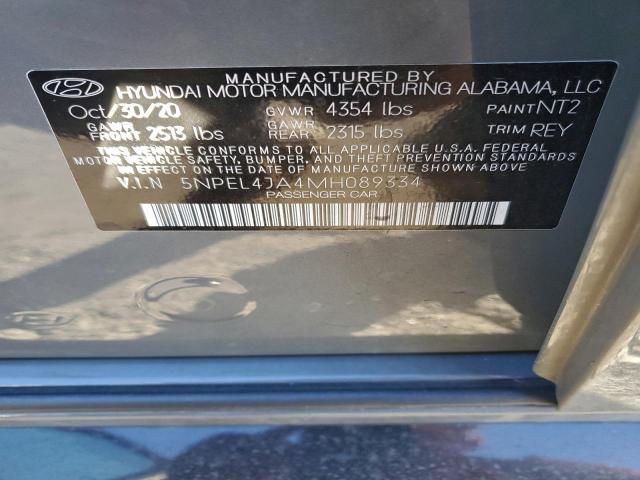 MANUFACTURED BY
HYUNDAI MOTOR MANUFACTURING ALABAMA, LLC
Oct/30/20 GVWR 4354 lbs PAINT NT2
GAWR FRONT 2513 lbs GAWR REAR 2315 lbs TRIM REY
THIS VEHICLE CONFORMS TO ALL APPLICABLE U.S.A. FEDERAL
MOTOR VEHICLE SAFETY, BUMPER, AND THEFT PREVENTION
STANDARDS IN EFFECT ON THE DATE OF MANUFACTURE SHOWN ABOVE
V.I.N 5NPEL4JA4MH089334
PASSENGER CAR